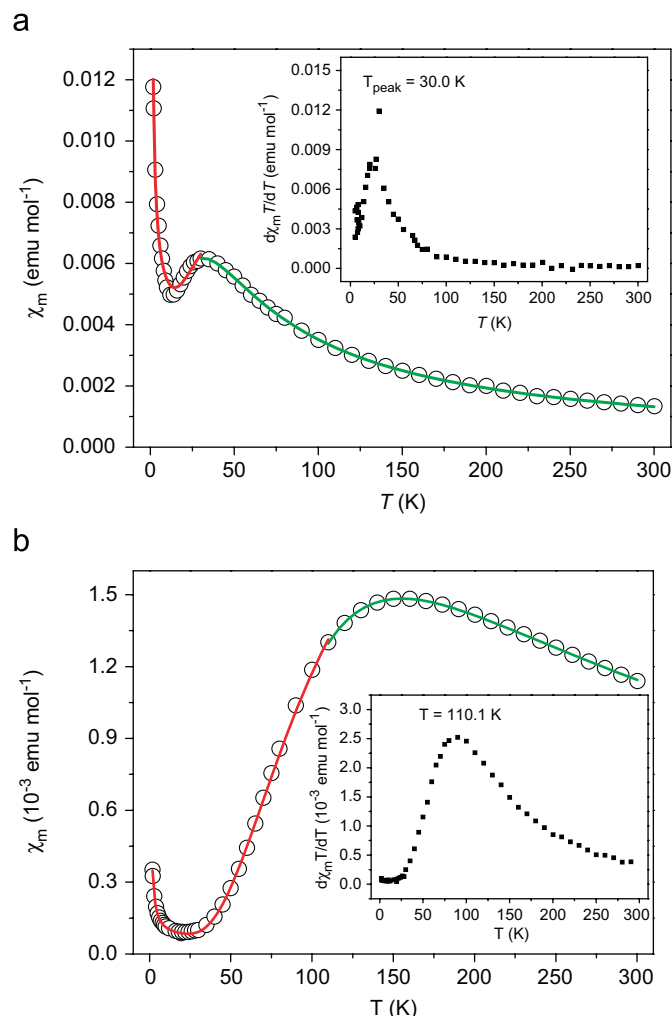 a
0.012
0.010
0.008
0.006
0.004
0.002
0.000
χm (emu mol⁻¹)
0 50 100 150 200 250 300
T (K)
0.015
0.012
0.009
0.006
0.003
0.000
dχmT/dT (emu mol⁻¹)
Tpeak = 30.0 K
0 50 100 150 200 250 300
T (K)
b
1.5
1.2
0.9
0.6
0.3
0.0
χm (10⁻³ emu mol⁻¹)
0 50 100 150 200 250 300
T (K)
3.0
2.5
2.0
1.5
1.0
0.5
0.0
dχmT/dT (10⁻³ emu mol⁻¹)
T = 110.1 K
0 50 100 150 200 250 300
T (K)